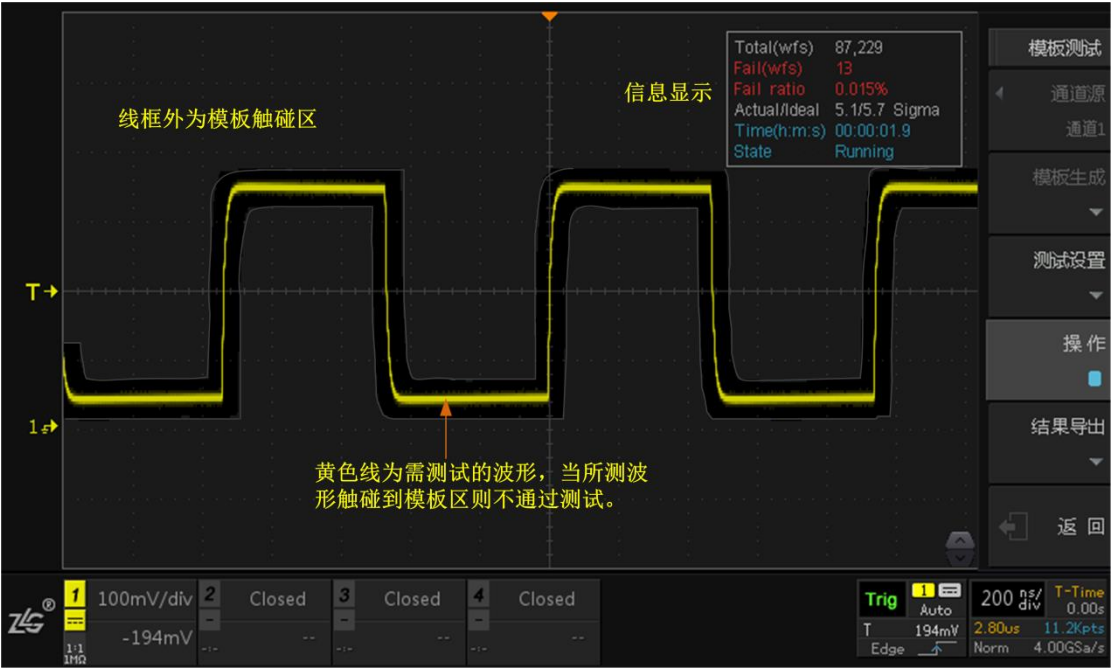 Total(wfs) 87,229
Fail(wfs) 13
Fail ratio 0.015%
Actual/Ideal 5.1/5.7 Sigma
Time(h:m:s) 00:00:01.9
State Running
信息显示
线框外为模板触碰区
T
1
黄色线为需测试的波形，当所测波
形触碰到模板区则不通过测试。
模板测试
通道源
通道1
模板生成
测试设置
操作
结果导出
返回
ZLG®
1 100mV/div
-194mV
1:1
1MΩ
2 Closed
--
-:-
3 Closed
--
-:-
4 Closed
--
-:-
Trig 1 Auto
T 194mV
Edge
200 ns/div T-Time 0.00s
2.80us 11.2Kpts
Norm 4.00GSa/s